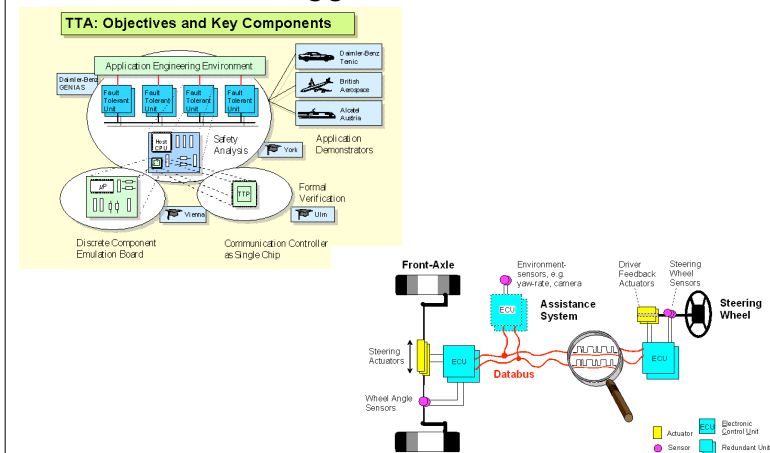 TTA: Objectives and Key Components
Application Engineering Environment
Daimler-Benz
GENIAS
Fault
Tolerant
Unit
Fault
Tolerant
Unit
Fault
Tolerant
Unit
Fault
Tolerant
Unit
Daimler-Benz
Temic
British
Aerospace
Alcatel
Austria
Host
CPU
Safety
Analysis
York
Application
Demonstrators
µP
TTP
Formal
Verification
Vienna
Ulm
Discrete Component
Emulation Board
Communication Controller
as Single Chip
Front-Axle
Environment-
sensors, e.g.
yaw-rate, camera
Driver
Feedback
Actuators
Steering
Wheel
Sensors
ECU
Assistance
System
Steering
Wheel
Steering
Actuators
ECU
Databus
ECU
Wheel Angle
Sensors
Actuator
Sensor
ECU
Electronic
Control Unit
Redundant Unit